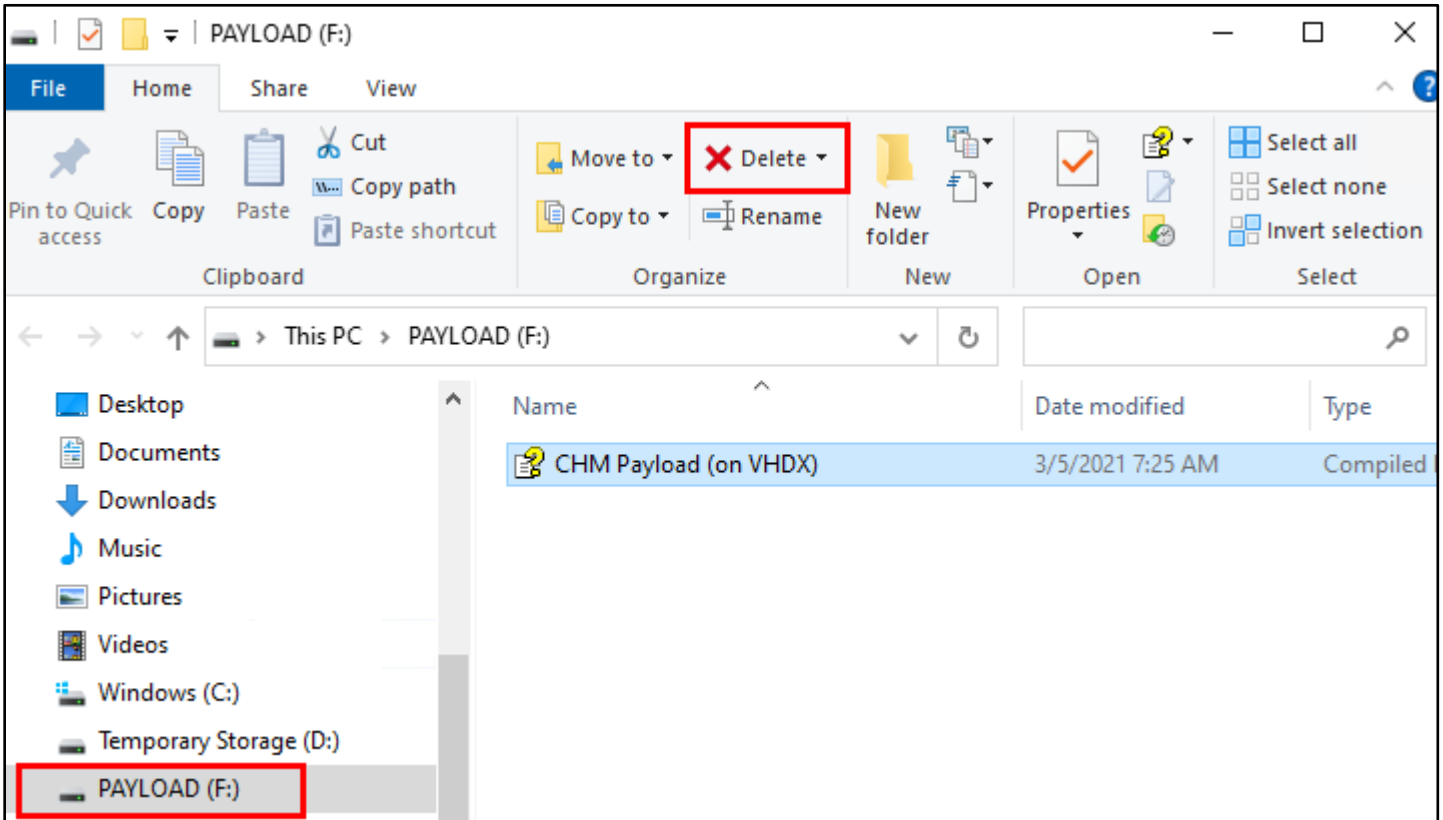 PAYLOAD (F:)
File Home Share View
Cut
Move to Delete
Copy path
Pin to Quick access Copy Paste
Paste shortcut
Copy to Rename
New folder
Properties
Select all
Select none
Invert selection
Clipboard Organize New Open Select
This PC > PAYLOAD (F:)
Desktop
Name Date modified Type
Documents
CHM Payload (on VHDX) 3/5/2021 7:25 AM Compiled
Downloads
Music
Pictures
Videos
Windows (C:)
Temporary Storage (D:)
PAYLOAD (F:)